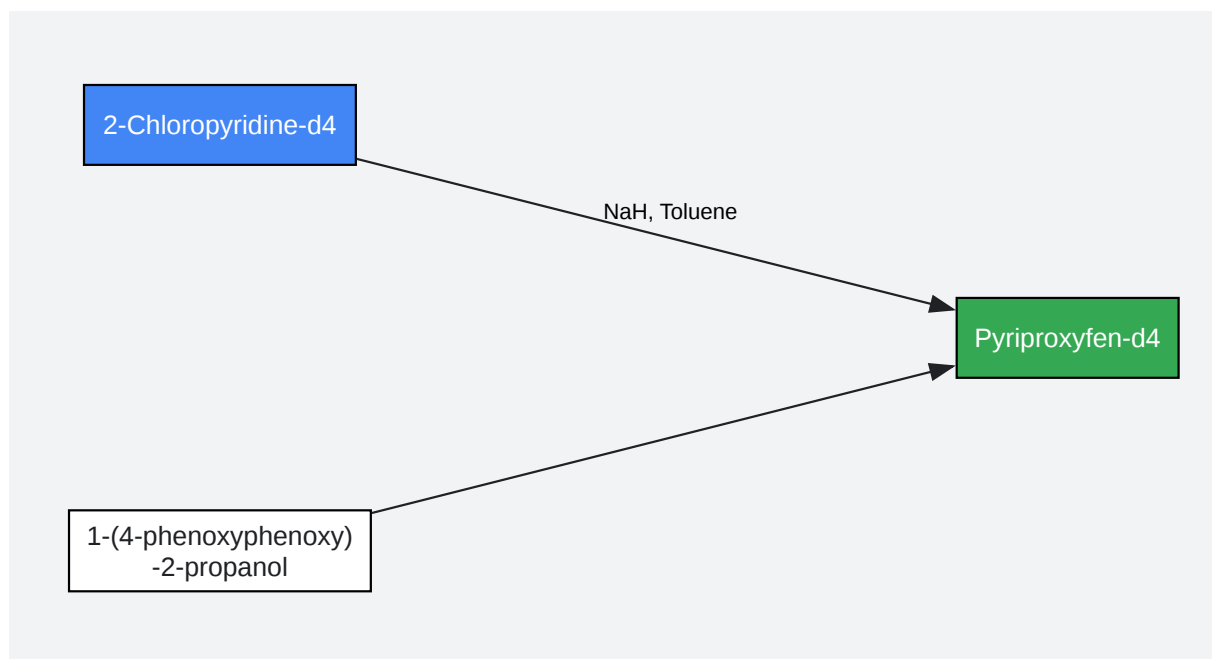 2-Chloropyridine-d4
NaH, Toluene
Pyriproxyfen-d4
1-(4-phenoxyphenoxy)
-2-propanol